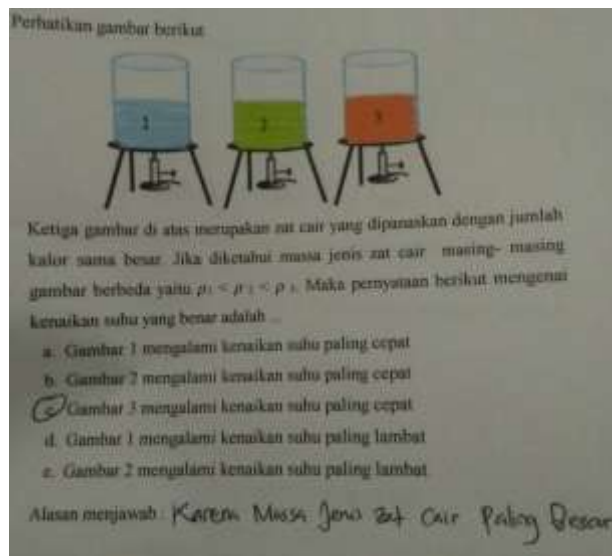 Perhatikan gambar berikut
1 2 3
Ketiga gambar di atas merupakan zat cair yang dipanaskan dengan jumlah
kalor sama besar. Jika diketahui massa jenis zat cair masing- masing
gambar berbeda yaitu ρ₁ < ρ ₂ < ρ ₃. Maka pernyataan berikut mengenai
kenaikan suhu yang benar adalah ...
a. Gambar 1 mengalami kenaikan suhu paling cepat
b. Gambar 2 mengalami kenaikan suhu paling cepat
c. Gambar 3 mengalami kenaikan suhu paling cepat
d. Gambar 1 mengalami kenaikan suhu paling lambat
e. Gambar 2 mengalami kenaikan suhu paling lambat
Alasan menjawab : Karena Massa Jenis zat Cair Paling Besar